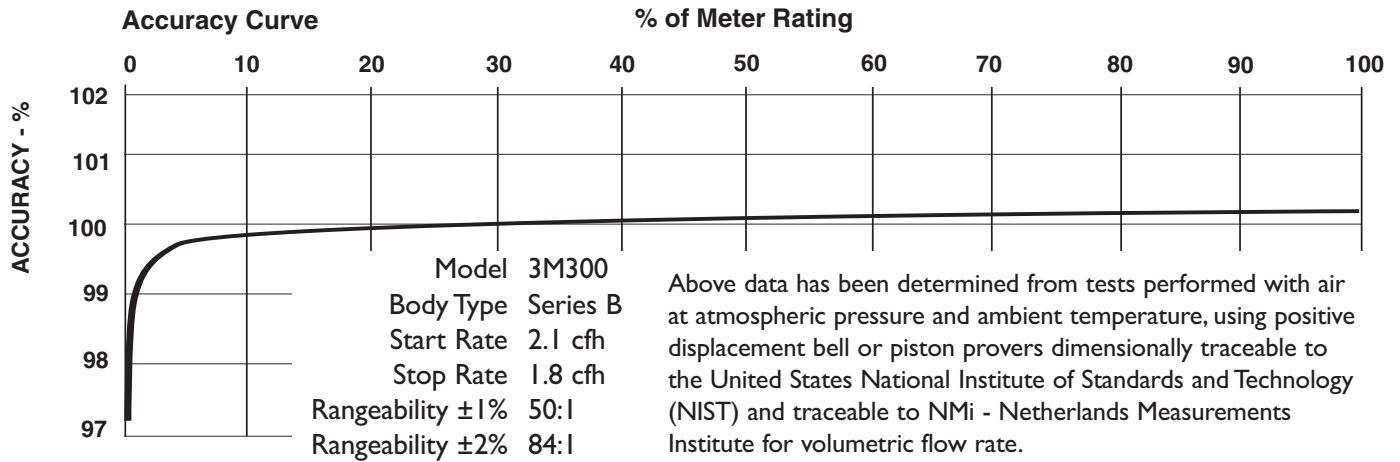 Accuracy Curve
% of Meter Rating
0 10 20 30 40 50 60 70 80 90 100
ACCURACY - %
102
101
100
99
98
97
Model 3M300
Body Type Series B
Start Rate 2.1 cfh
Stop Rate 1.8 cfh
Rangeability ±1% 50:1
Rangeability ±2% 84:1
Above data has been determined from tests performed with air
at atmospheric pressure and ambient temperature, using positive
displacement bell or piston provers dimensionally traceable to
the United States National Institute of Standards and Technology
(NIST) and traceable to NMi - Netherlands Measurements
Institute for volumetric flow rate.